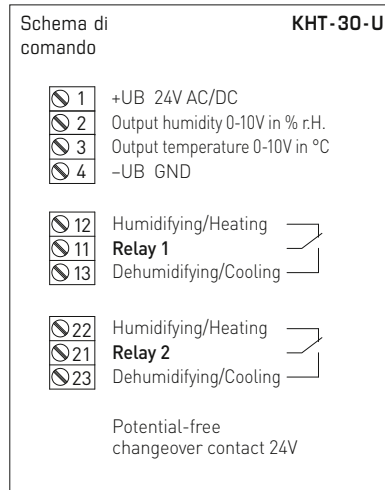 Schema di comando KHT-30-U
1 +UB 24V AC/DC
2 Output humidity 0-10V in % r.H.
3 Output temperature 0-10V in °C
4 –UB GND
12 Humidifying/Heating
11 Relay 1
13 Dehumidifying/Cooling
22 Humidifying/Heating
21 Relay 2
23 Dehumidifying/Cooling
Potential-free
changeover contact 24V